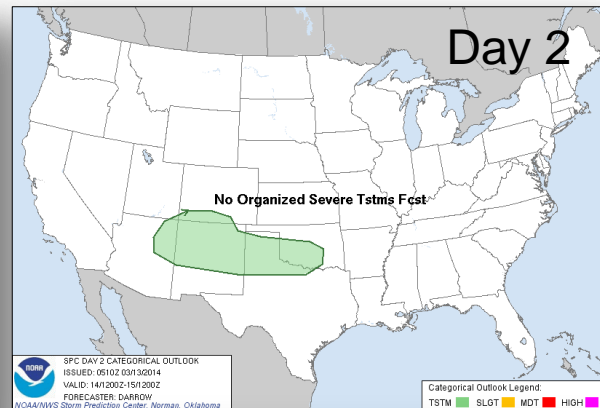 Day 2
No Organized Severe Tstms Fcst
NOAA
SPC DAY 2 CATEGORICAL OUTLOOK
ISSUED: 0510Z 03/13/2014
VALID: 14/1200Z-15/1200Z
FORECASTER: DARROW
NOAA/NWS Storm Prediction Center, Norman, Oklahoma
Categorical Outlook Legend:
TSTM SLGT MDT HIGH